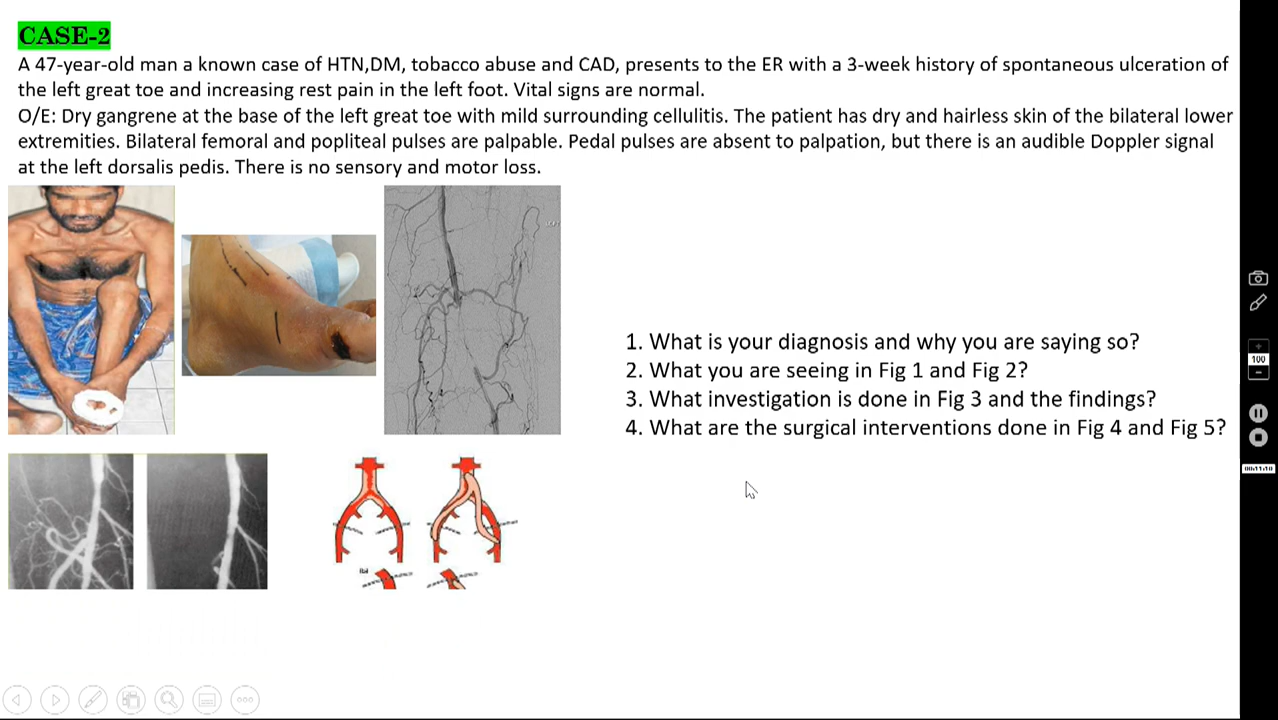 CASE-2
A 47-year-old man a known case of HTN,DM, tobacco abuse and CAD, presents to the ER with a 3-week history of spontaneous ulceration of
the left great toe and increasing rest pain in the left foot. Vital signs are normal.
O/E: Dry gangrene at the base of the left great toe with mild surrounding cellulitis. The patient has dry and hairless skin of the bilateral lower
extremities. Bilateral femoral and popliteal pulses are palpable. Pedal pulses are absent to palpation, but there is an audible Doppler signal
at the left dorsalis pedis. There is no sensory and motor loss.
1. What is your diagnosis and why you are saying so?
2. What you are seeing in Fig 1 and Fig 2?
3. What investigation is done in Fig 3 and the findings?
4. What are the surgical interventions done in Fig 4 and Fig 5?
100
00:11:10